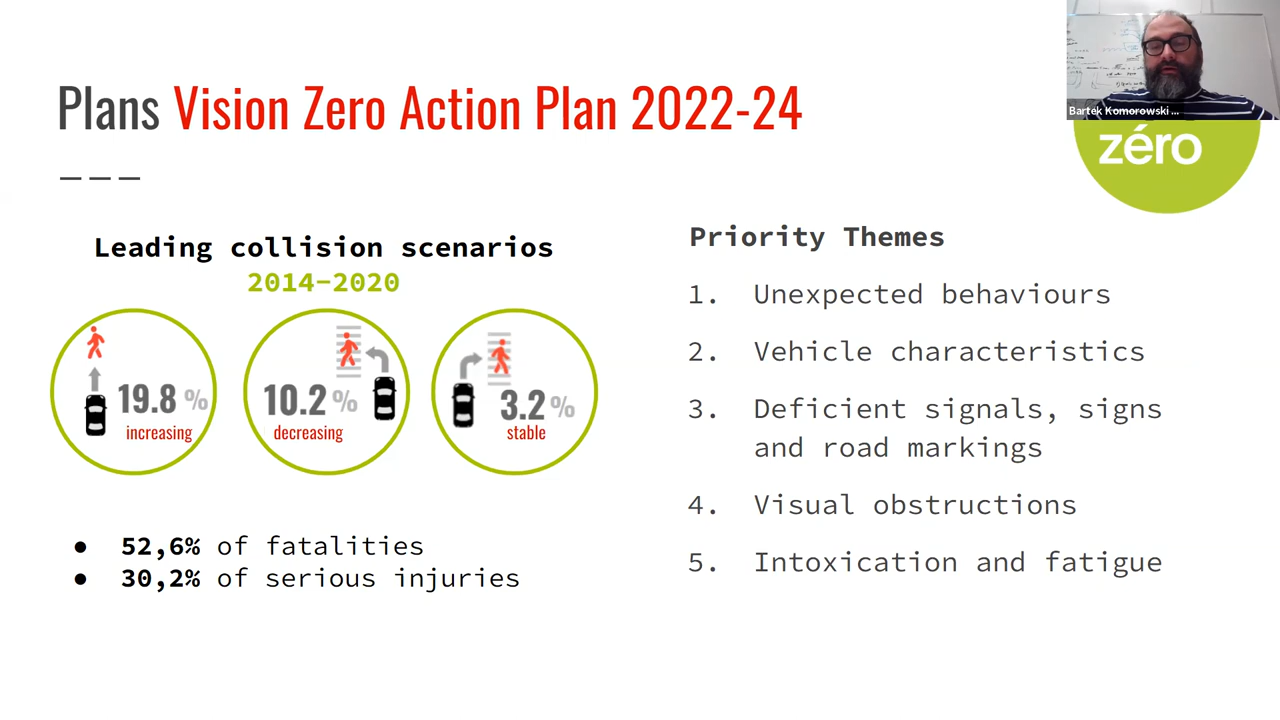 Plans Vision Zero Action Plan 2022-24
Bartek Komorowski ...
zéro
Leading collision scenarios
2014-2020
19.8 %
increasing
10.2 %
decreasing
3.2 %
stable
● 52,6% of fatalities
● 30,2% of serious injuries
Priority Themes
1. Unexpected behaviours
2. Vehicle characteristics
3. Deficient signals, signs
and road markings
4. Visual obstructions
5. Intoxication and fatigue